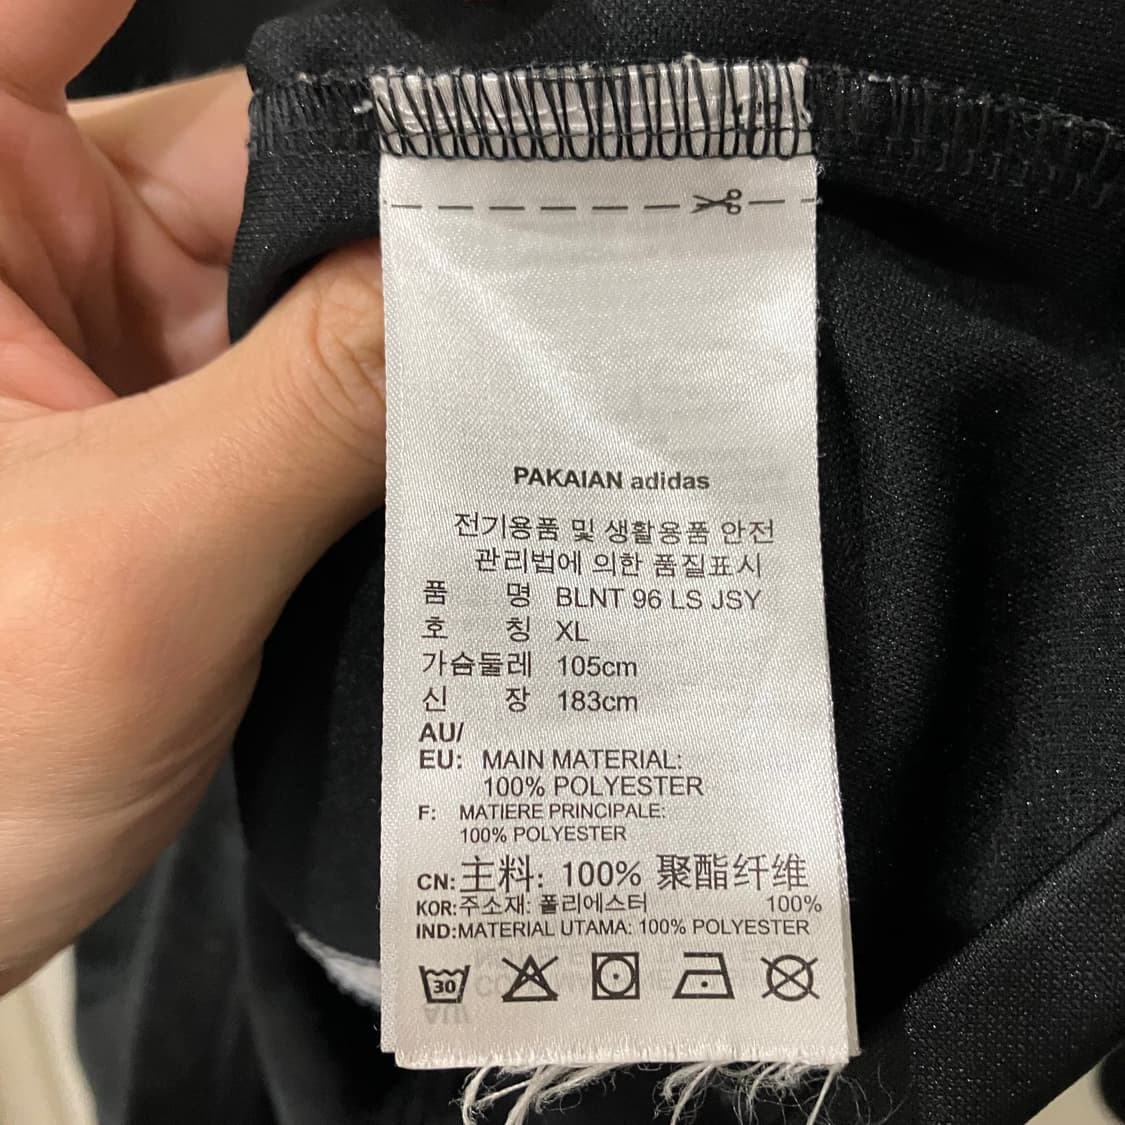 PAKAIAN adidas
전기용품 및 생활용품 안전
관리법에 의한 품질표시
품 명 BLNT 96 LS JSY
호 칭 XL
가슴둘레 105cm
신 장 183cm
AU/
EU: MAIN MATERIAL:
100% POLYESTER
F: MATIERE PRINCIPALE:
100% POLYESTER
CN:主料: 100% 聚酯纤维
KOR:주소재: 폴리에스터 100%
IND:MATERIAL UTAMA: 100% POLYESTER
30